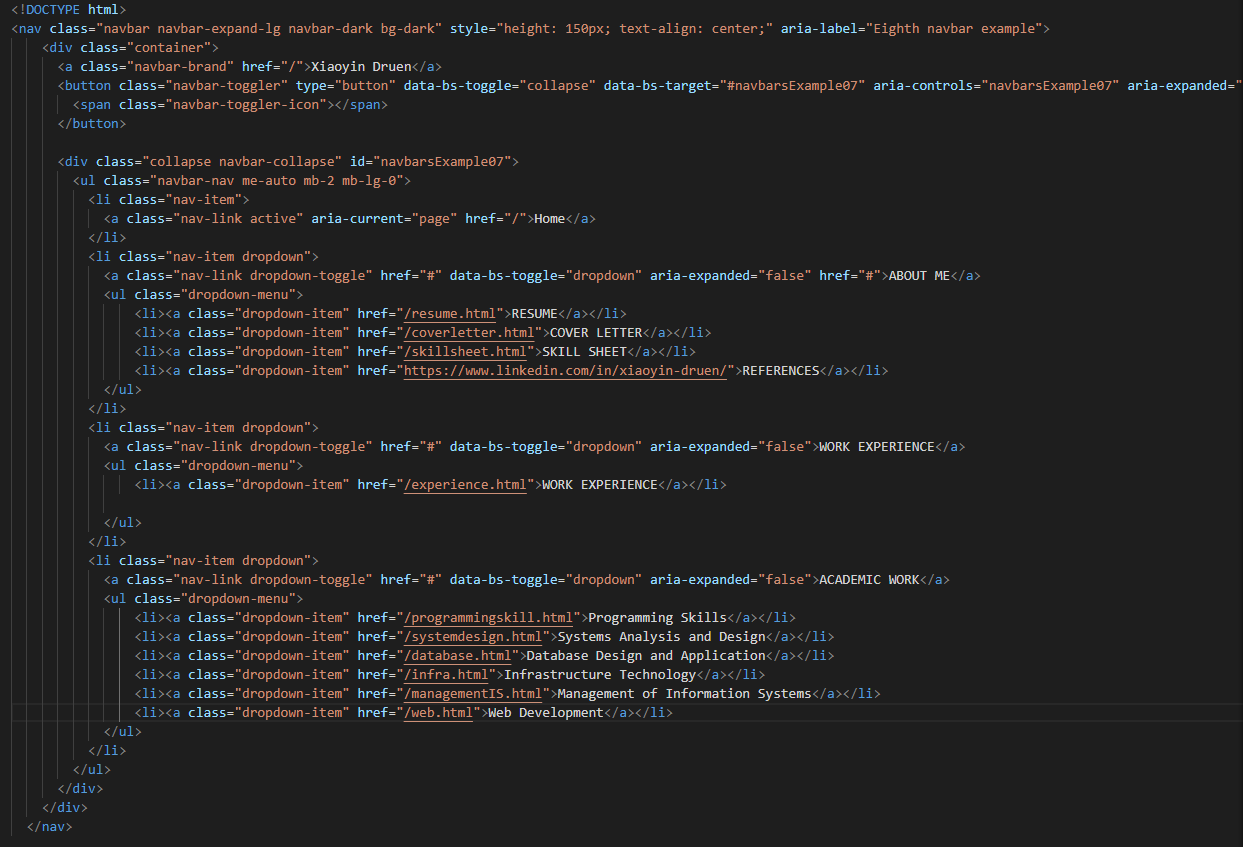 <!DOCTYPE html>
<nav class="navbar navbar-expand-lg navbar-dark bg-dark" style="height: 150px; text-align: center;" aria-label="Eighth navbar example">
<div class="container">
<a class="navbar-brand" href="/">Xiaoyin Druen</a>
<button class="navbar-toggler" type="button" data-bs-toggle="collapse" data-bs-target="#navbarsExample07" aria-controls="navbarsExample07" aria-expanded="
<span class="navbar-toggler-icon"></span>
</button>
<div class="collapse navbar-collapse" id="navbarsExample07">
<ul class="navbar-nav me-auto mb-2 mb-lg-0">
<li class="nav-item">
<a class="nav-link active" aria-current="page" href="/">Home</a>
</li>
<li class="nav-item dropdown">
<a class="nav-link dropdown-toggle" href="#" data-bs-toggle="dropdown" aria-expanded="false" href="#">ABOUT ME</a>
<ul class="dropdown-menu">
<li><a class="dropdown-item" href="/resume.html">RESUME</a></li>
<li><a class="dropdown-item" href="/coverletter.html">COVER LETTER</a></li>
<li><a class="dropdown-item" href="/skillsheet.html">SKILL SHEET</a></li>
<li><a class="dropdown-item" href="https://www.linkedin.com/in/xiaoyin-druen/">REFERENCES</a></li>
</ul>
</li>
<li class="nav-item dropdown">
<a class="nav-link dropdown-toggle" href="#" data-bs-toggle="dropdown" aria-expanded="false">WORK EXPERIENCE</a>
<ul class="dropdown-menu">
<li><a class="dropdown-item" href="/experience.html">WORK EXPERIENCE</a></li>
</ul>
</li>
<li class="nav-item dropdown">
<a class="nav-link dropdown-toggle" href="#" data-bs-toggle="dropdown" aria-expanded="false">ACADEMIC WORK</a>
<ul class="dropdown-menu">
<li><a class="dropdown-item" href="/programmingskill.html">Programming Skills</a></li>
<li><a class="dropdown-item" href="/systemdesign.html">Systems Analysis and Design</a></li>
<li><a class="dropdown-item" href="/database.html">Database Design and Application</a></li>
<li><a class="dropdown-item" href="/infra.html">Infrastructure Technology</a></li>
<li><a class="dropdown-item" href="/managementIS.html">Management of Information Systems</a></li>
<li><a class="dropdown-item" href="/web.html">Web Development</a></li>
</ul>
</li>
</ul>
</div>
</div>
</nav>